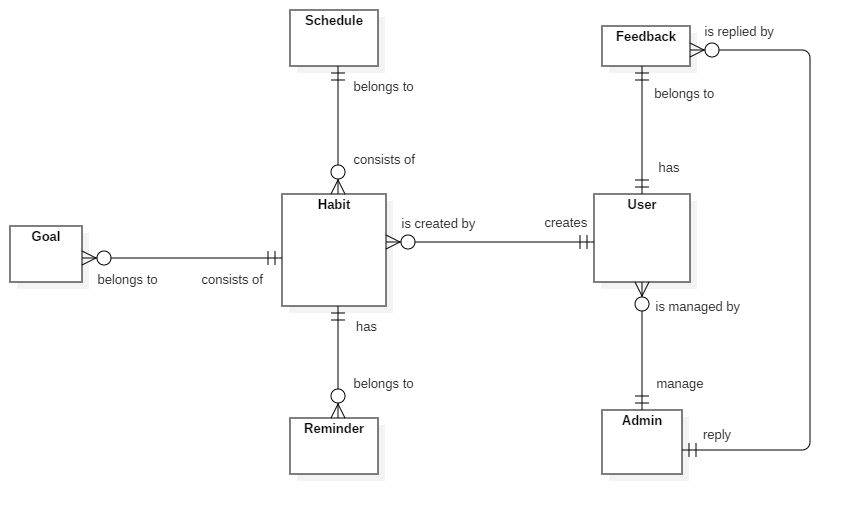 Schedule
Feedback
is replied by
belongs to
belongs to
consists of
has
Habit
User
is created by
creates
Goal
belongs to
consists of
is managed by
has
belongs to
manage
Reminder
Admin
reply